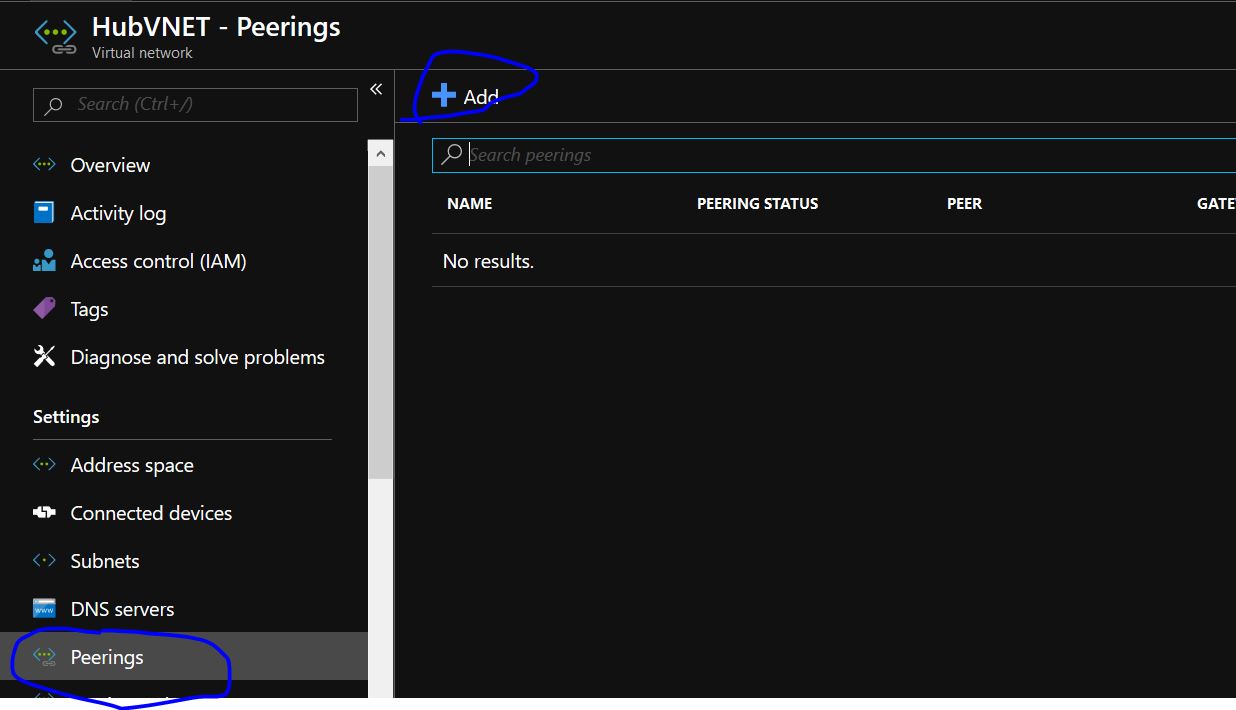 HubVNET - Peerings
Virtual network
Search (Ctrl+/)
«
Overview
Activity log
Access control (IAM)
Tags
Diagnose and solve problems
Settings
Address space
Connected devices
Subnets
DNS servers
Peerings
Add
Search peerings
NAME PEERING STATUS PEER GATE
No results.